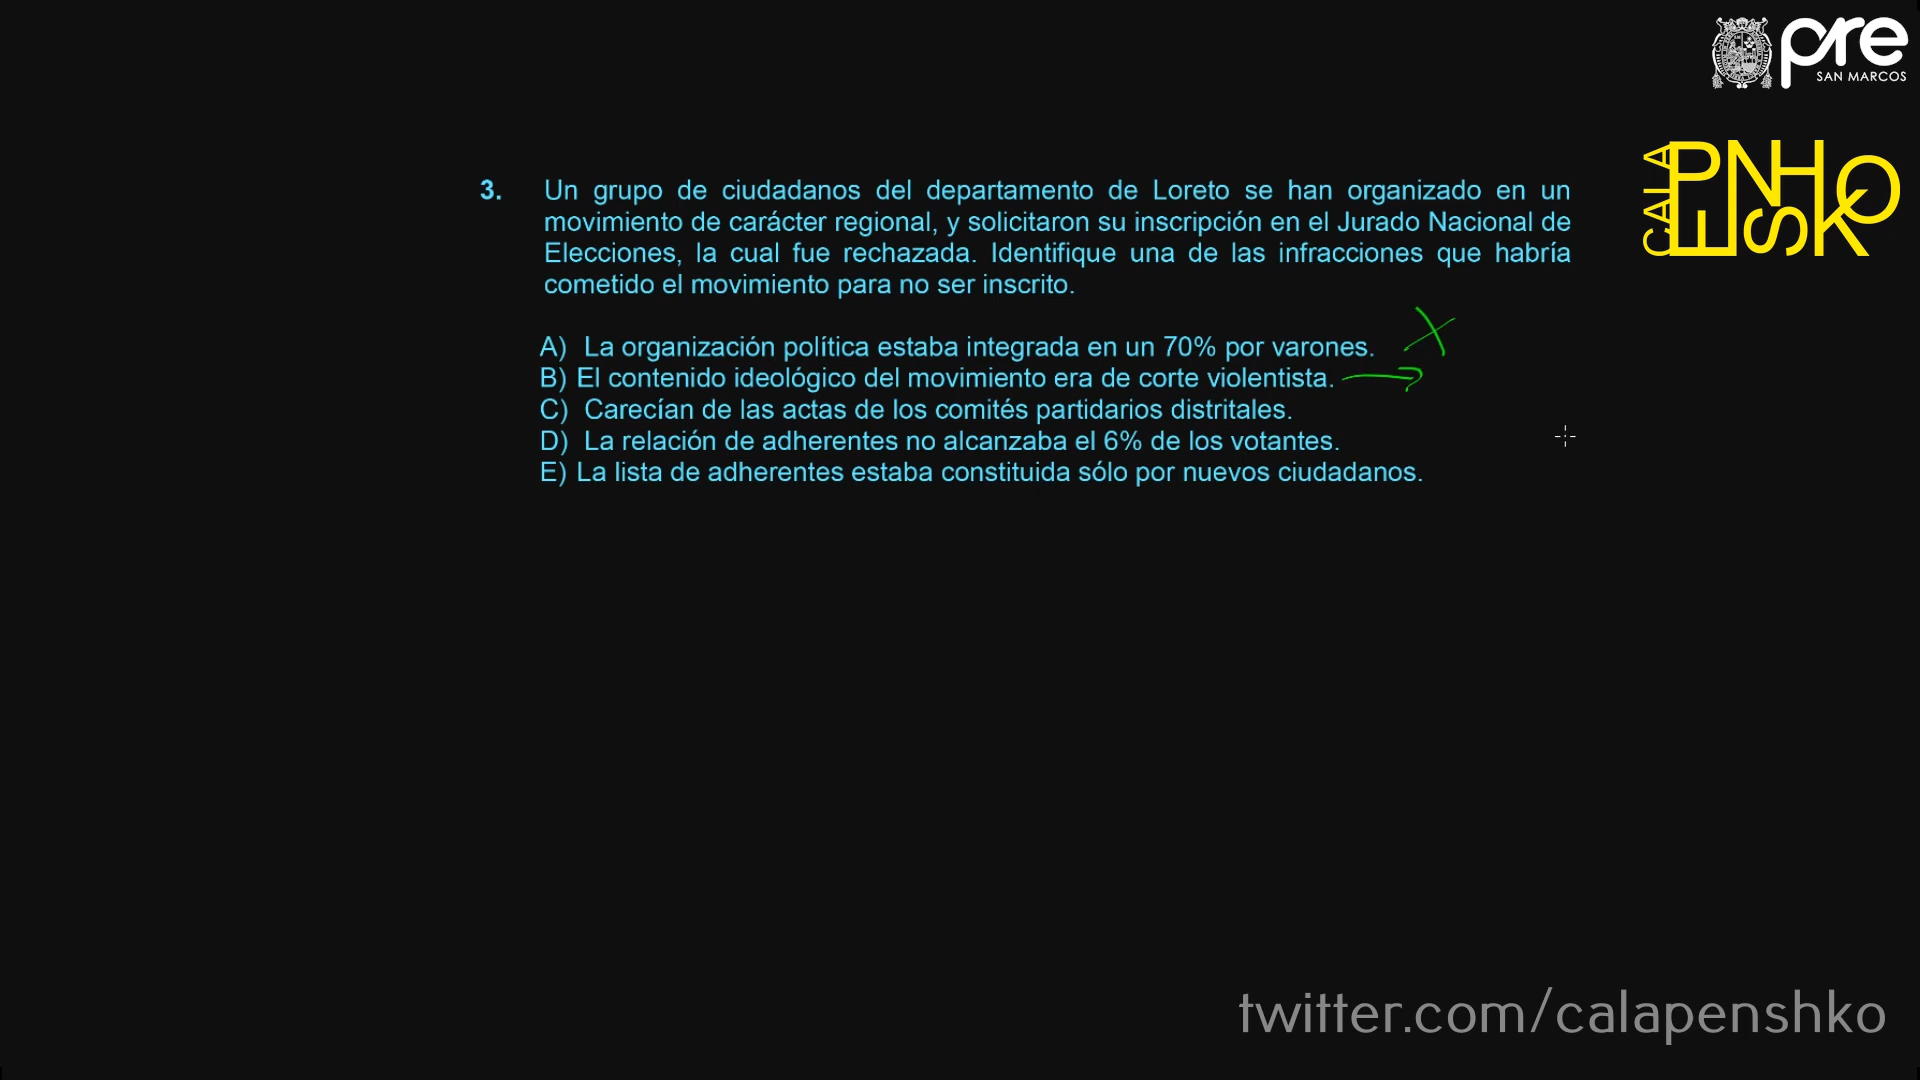 pre
SAN MARCOS
CALA
PENSHKO
3. Un grupo de ciudadanos del departamento de Loreto se han organizado en un
movimiento de carácter regional, y solicitaron su inscripción en el Jurado Nacional de
Elecciones, la cual fue rechazada. Identifique una de las infracciones que habría
cometido el movimiento para no ser inscrito.
A) La organización política estaba integrada en un 70% por varones.
B) El contenido ideológico del movimiento era de corte violentista.
C) Carecían de las actas de los comités partidarios distritales.
D) La relación de adherentes no alcanzaba el 6% de los votantes.
E) La lista de adherentes estaba constituida sólo por nuevos ciudadanos.
twitter.com/calapenshko